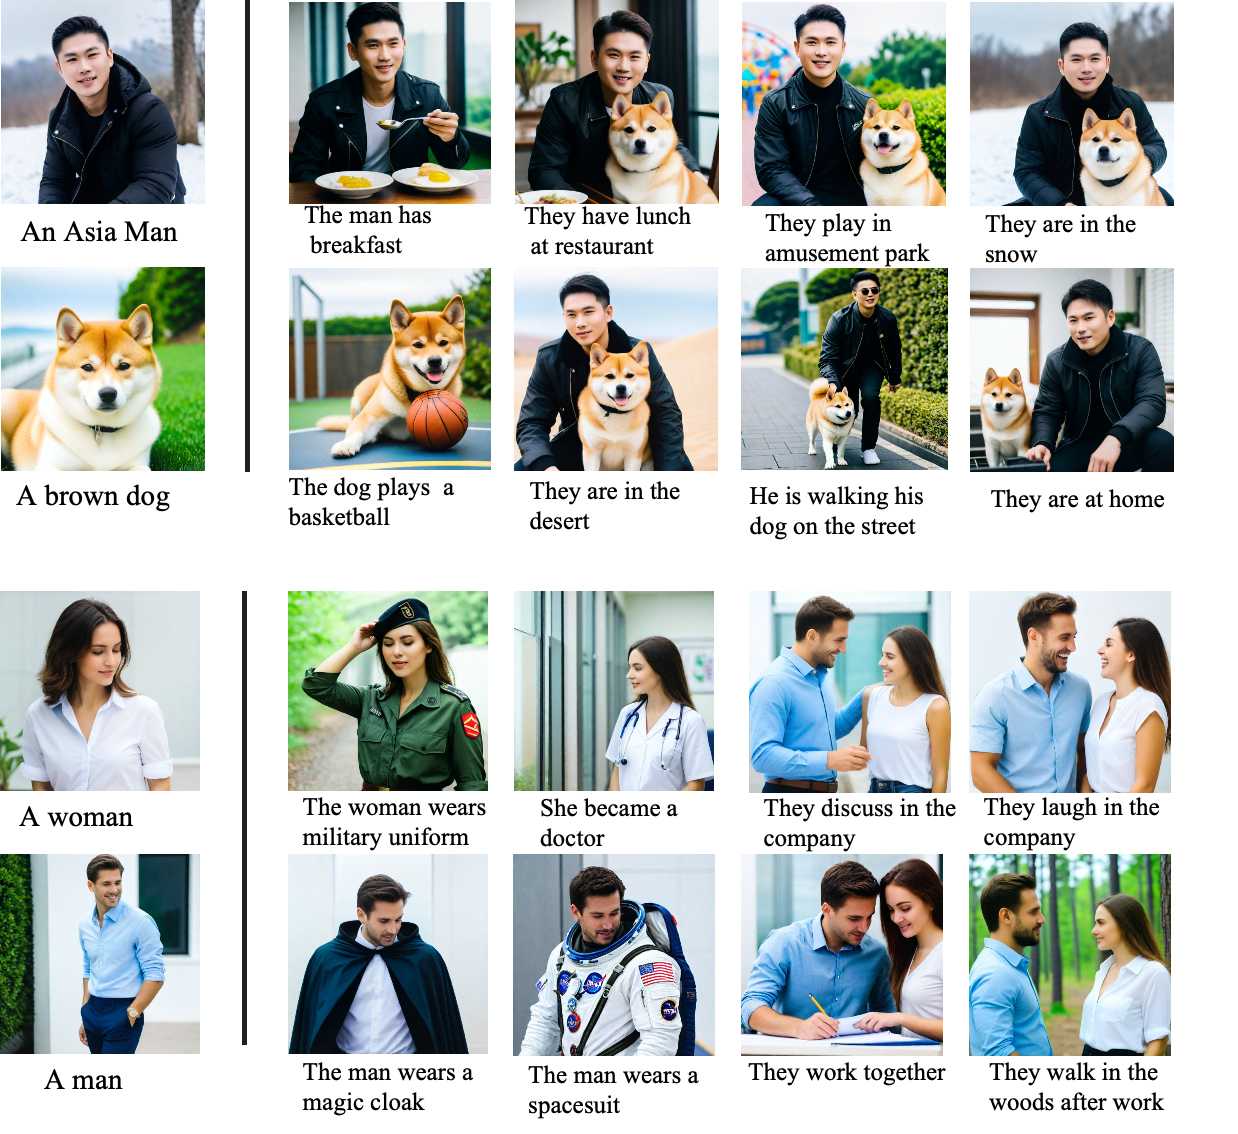 An Asia Man
The man has
breakfast
They have lunch
at restaurant
They play in
amusement park
They are in the
snow
A brown dog
The dog plays a
basketball
They are in the
desert
He is walking his
dog on the street
They are at home
A woman
The woman wears
military uniform
She became a
doctor
They discuss in the
company
They laugh in the
company
A man
The man wears a
magic cloak
The man wears a
spacesuit
They work together
They walk in the
woods after work